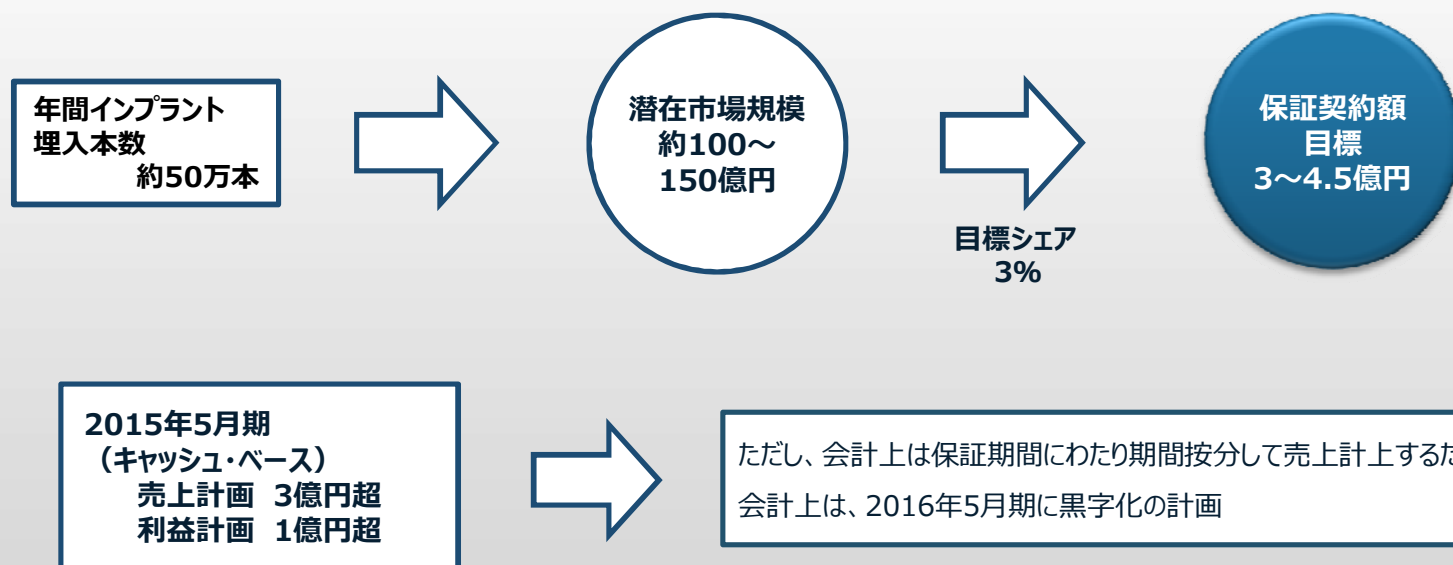 年間インプラント
埋入本数
約50万本
潜在市場規模
約100～
150億円
目標シェア
3%
保証契約額
目標
3～4.5億円
2015年5月期
（キャッシュ・ベース）
売上計画 3億円超
利益計画 1億円超
ただし、会計上は保証期間にわたり期間按分して売上計上する
会計上は、2016年5月期に黒字化の計画